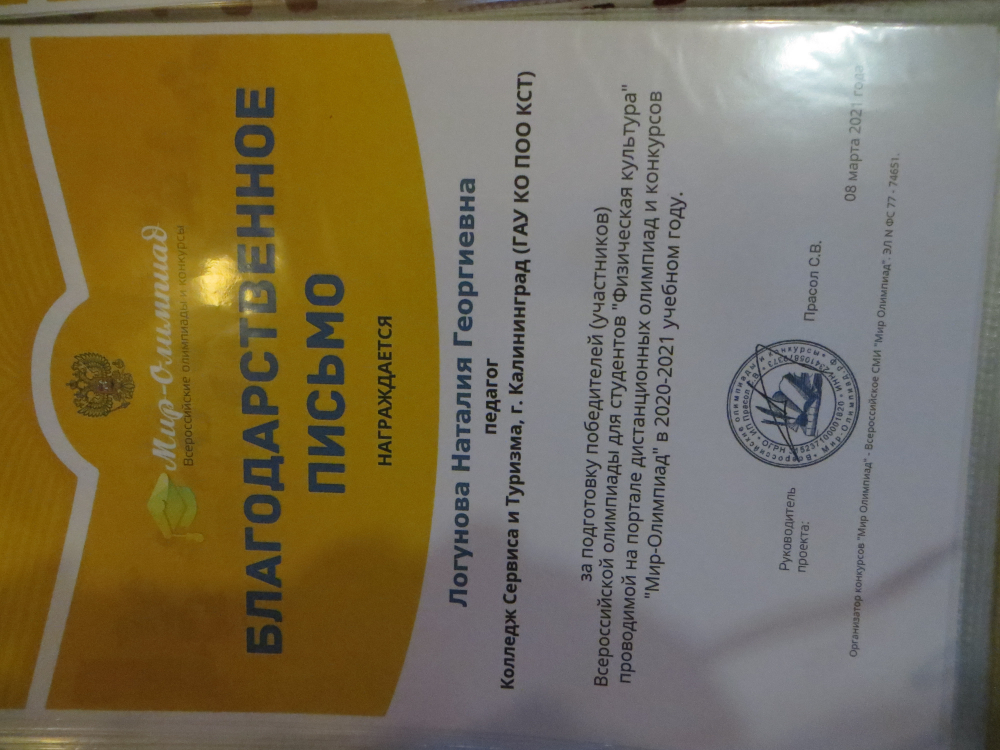 Мир-Олимпиад
Всероссийские олимпиады и конкурсы
БЛАГОДАРСТВЕННОЕ
ПИСЬМО
НАГРАЖДАЕТСЯ
Логунова Наталия Георгиевна
педагог
Колледж Сервиса и Туризма, г. Калининград (ГАУ КО ПОО КСТ)
за подготовку победителей (участников)
Всероссийской олимпиады для студентов "Физическая культура"
проводимой на портале дистанционных олимпиад и конкурсов
"Мир-Олимпиад" в 2020-2021 учебном году.
Руководитель
проекта:
Прасол С.В.
08 марта 2021 года
Организатор конкурсов "Мир Олимпиад" - Всероссийское СМИ "Мир Олимпиад". ЭЛ N ФС 77 - 74651.